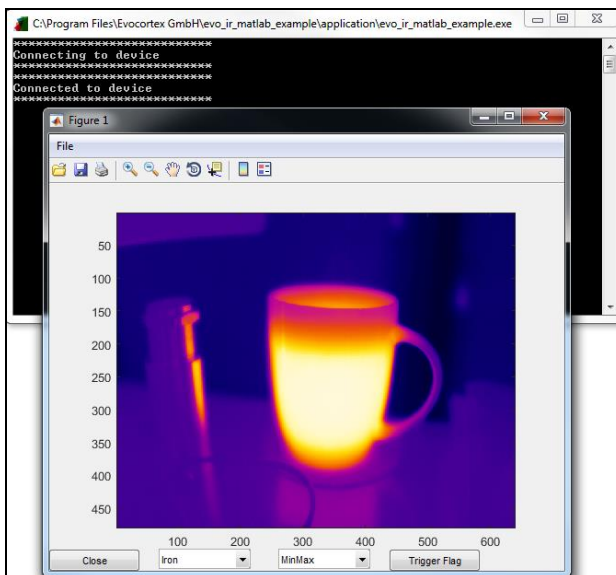 C:\Program Files\Evocortex GmbH\evo_ir_matlab_example\application\evo_ir_matlab_example.exe
****************************
Connecting to device
****************************
****************************
Connected to device
****************************
Figure 1
File
50
100
150
200
250
300
350
400
450
100 200 300 400 500 600
Close Iron MinMax Trigger Flag